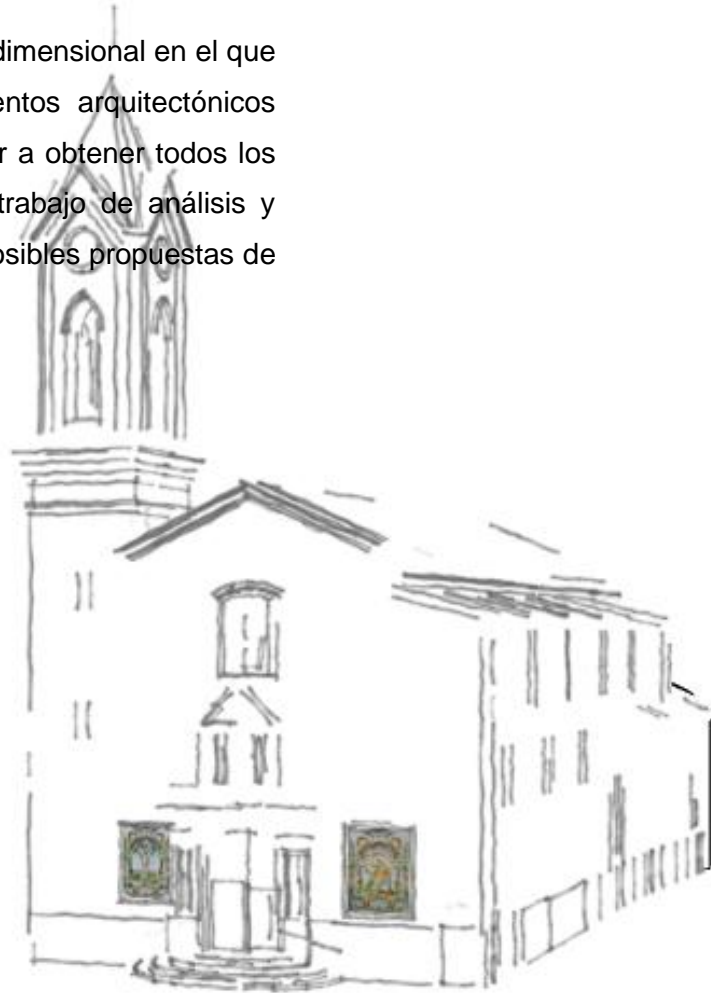 dimensional en el que
entos arquitectónicos
r a obtener todos los
trabajo de análisis y
osibles propuestas de